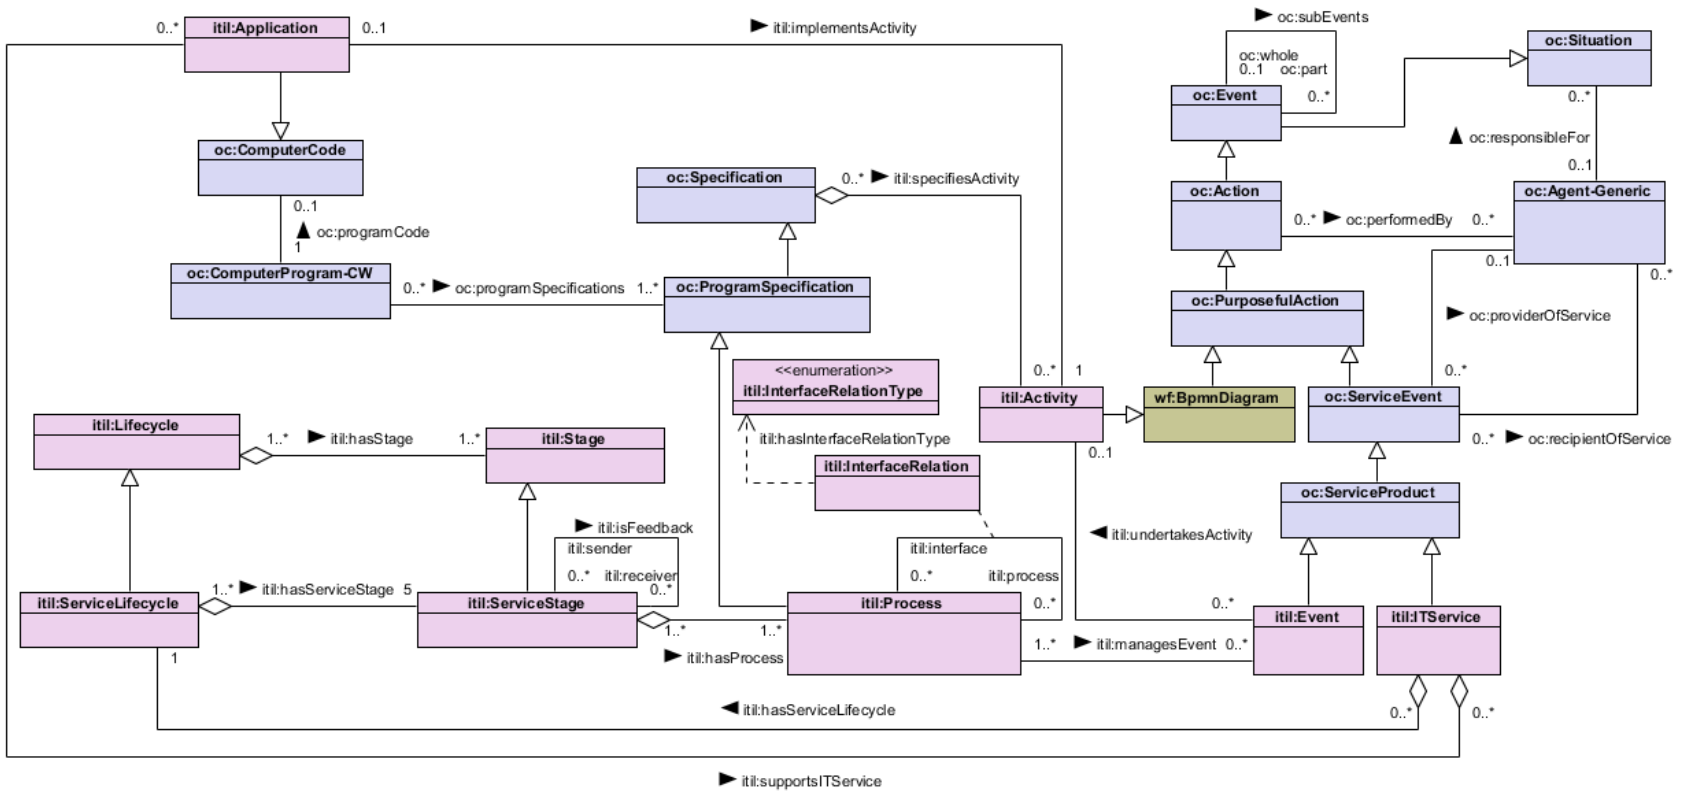 oc:subEvents
0..*
itil:Application
0..1
itil:implementsActivity
oc:Situation
oc:whole
0..1
oc:part
oc:Event
0..*
0..*
oc:responsibleFor
oc:ComputerCode
0..1
oc:Specification
0..*
itil:specifiesActivity
oc:Action
oc:Agent-Generic
0..1
oc:programCode
1
0..*
oc:performedBy
0..*
oc:ComputerProgram-CW
0..*
oc:programSpecifications
1..*
oc:ProgramSpecification
oc:PurposefulAction
0..1
0..*
oc:providerOfService
<<enumeration>>
itil:InterfaceRelationType
0..*
1
0..*
itil:Activity
wf:BpmnDiagram
oc:ServiceEvent
itil:Lifecycle
1..*
itil:hasStage
1..*
itil:Stage
itil:hasInterfaceRelationType
0..1
0..*
oc:recipientOfService
itil:InterfaceRelation
oc:ServiceProduct
itil:isFeedback
itil:undertakesActivity
itil:sender
itil:interface
0..*
itil:receiver
0..*
0..*
itil:process
1..*
itil:hasServiceStage
5
itil:ServiceLifecycle
itil:ServiceStage
itil:Process
0..*
0..*
itil:Event
itil:ITService
1..*
1..*
1..*
itil:managesEvent
0..*
1
itil:hasProcess
itil:hasServiceLifecycle
0..*
0..*
itil:supportsITService